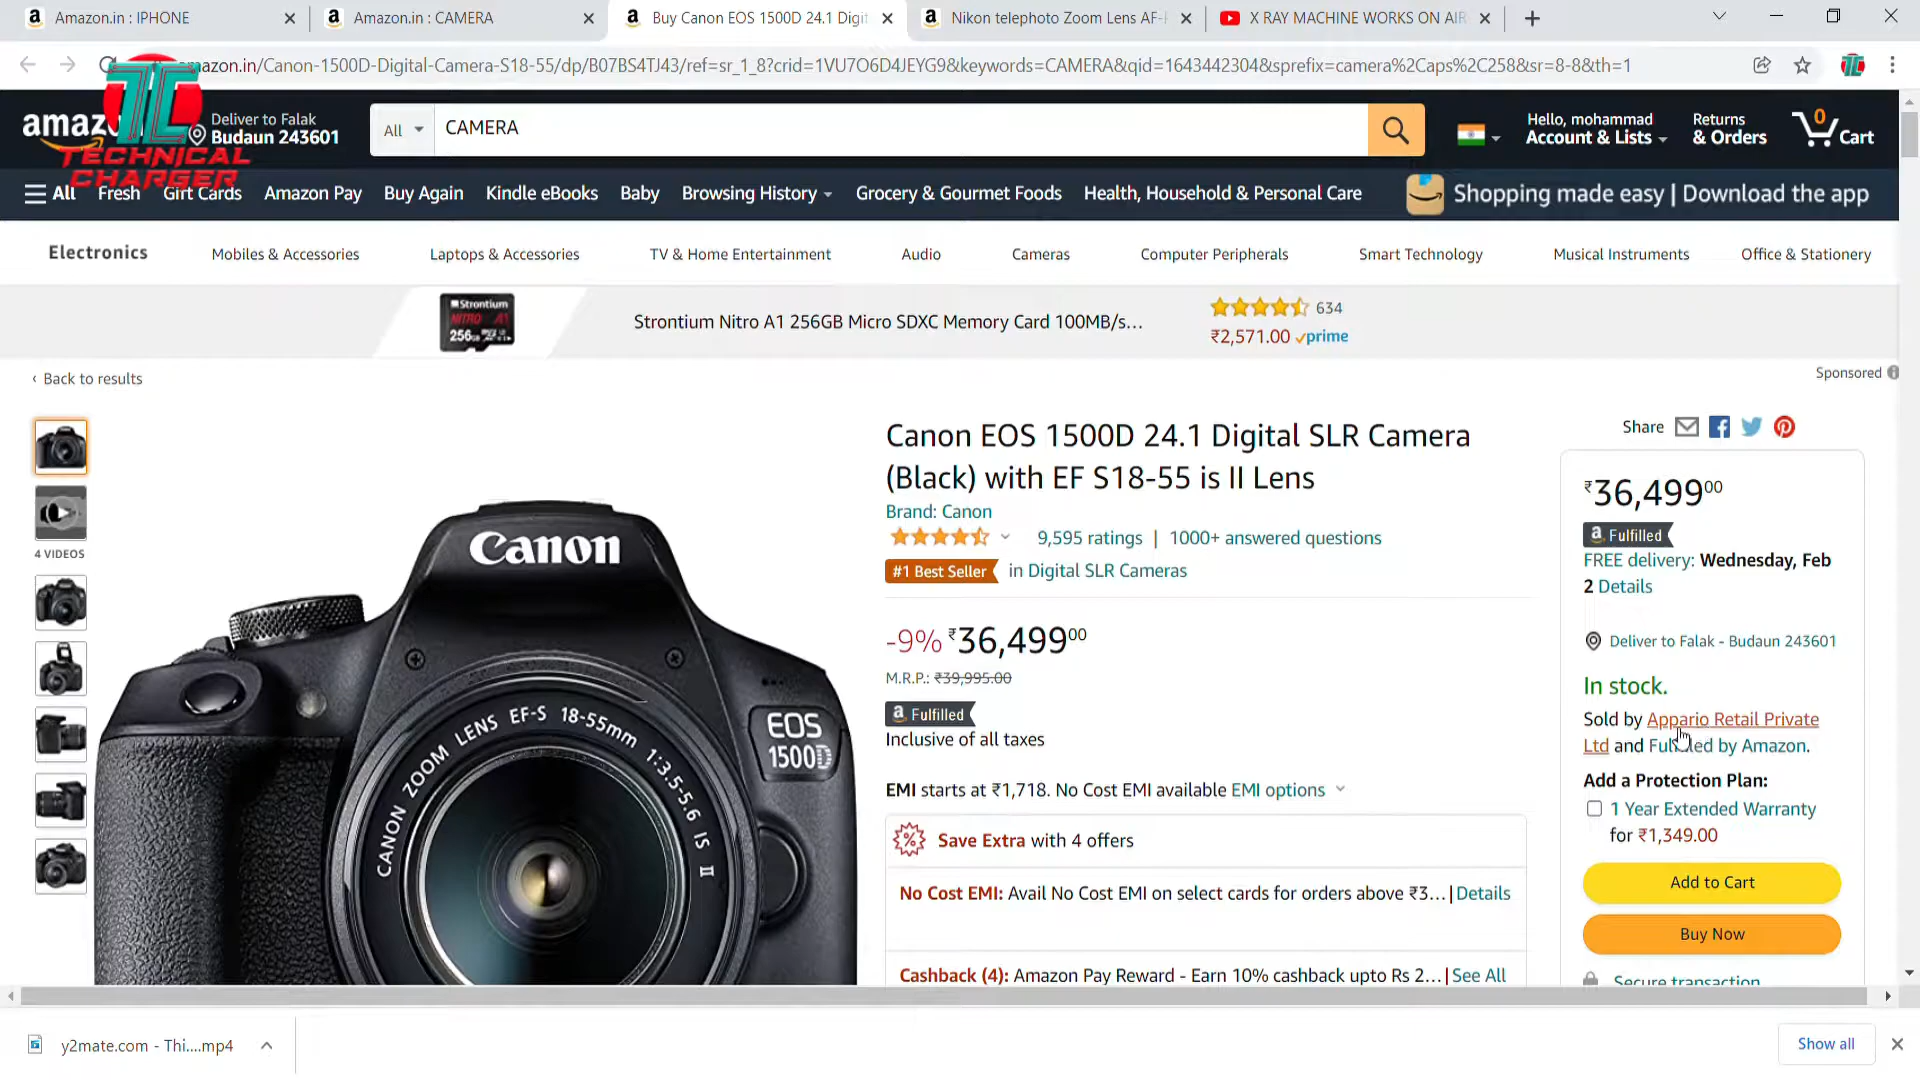 Amazon.in : IPHONE
Amazon.in : CAMERA
Buy Canon EOS 1500D 24.1 Digit
Nikon telephoto Zoom Lens AF-
X RAY MACHINE WORKS ON AIR
amazon.in/Canon-1500D-Digital-Camera-S18-55/dp/B07BS4TJ43/ref=sr_1_8?crid=1VU7O6D4JEYG9&keywords=CAMERA&qid=1643442304&sprefix=camera%2Caps%2C258&sr=8-8&th=1
TC
TECHNICAL
CHARGER
Deliver to Falak
Budaun 243601
All
CAMERA
Hello, mohammad
Account & Lists
Returns
& Orders
0
Cart
All
Fresh
Gift Cards
Amazon Pay
Buy Again
Kindle eBooks
Baby
Browsing History
Grocery & Gourmet Foods
Health, Household & Personal Care
Shopping made easy | Download the app
Electronics
Mobiles & Accessories
Laptops & Accessories
TV & Home Entertainment
Audio
Cameras
Computer Peripherals
Smart Technology
Musical Instruments
Office & Stationery
Strontium
NITRO A1
256GB
Strontium Nitro A1 256GB Micro SDXC Memory Card 100MB/s...
634
₹2,571.00 prime
‹ Back to results
Sponsored
4 VIDEOS
Canon
EOS
1500D
CANON ZOOM LENS EF-S 18-55mm 1:3.5-5.6 IS II
Canon EOS 1500D 24.1 Digital SLR Camera
(Black) with EF S18-55 is II Lens
Brand: Canon
9,595 ratings | 1000+ answered questions
#1 Best Seller in Digital SLR Cameras
-9% ₹36,49900
M.R.P.: ₹39,995.00
a Fulfilled
Inclusive of all taxes
EMI starts at ₹1,718. No Cost EMI available EMI options
Save Extra with 4 offers
No Cost EMI: Avail No Cost EMI on select cards for orders above ₹3... | Details
Cashback (4): Amazon Pay Reward - Earn 10% cashback upto Rs 2... | See All
Share
₹36,49900
a Fulfilled
FREE delivery: Wednesday, Feb
2 Details
Deliver to Falak - Budaun 243601
In stock.
Sold by Appario Retail Private
Ltd and Fulfilled by Amazon.
Add a Protection Plan:
1 Year Extended Warranty
for ₹1,349.00
Add to Cart
Buy Now
Secure transaction
y2mate.com - Thi....mp4
Show all